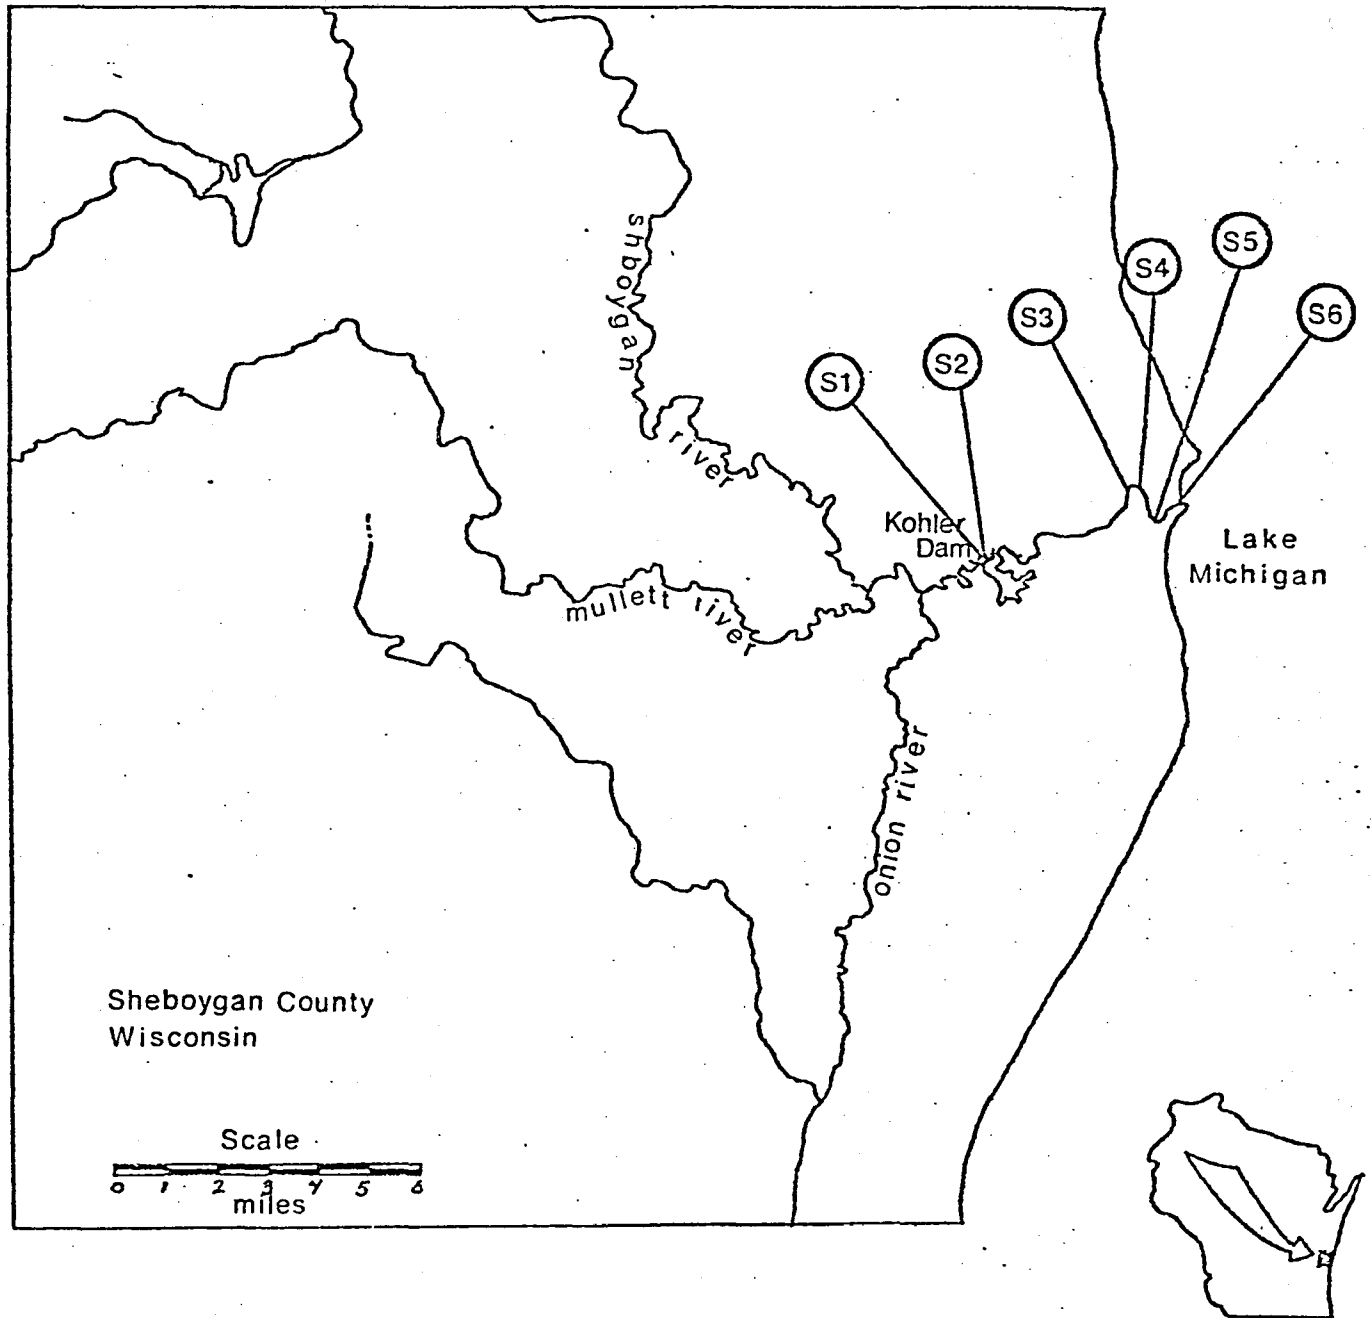 S5
S4
S3
S6
S2
S1
shboygan
river
Kohler
Dam
Lake
Michigan
mullett river
onion river
Sheboygan County
Wisconsin
Scale
0 1 2 3 4 5 6
miles